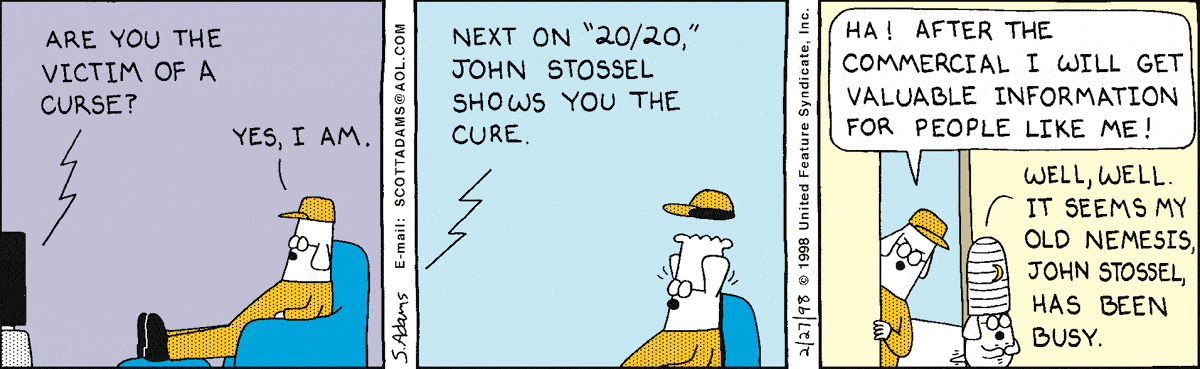 ARE YOU THE
VICTIM OF A
CURSE?
YES, I AM.
S.Adams
E-mail: SCOTTADAMS@AOL.COM
NEXT ON "20/20,"
JOHN STOSSEL
SHOWS YOU THE
CURE.
2/27/98 © 1998 United Feature Syndicate, Inc.
HA! AFTER THE
COMMERCIAL I WILL GET
VALUABLE INFORMATION
FOR PEOPLE LIKE ME!
WELL, WELL.
IT SEEMS MY
OLD NEMESIS,
JOHN STOSSEL,
HAS BEEN
BUSY.